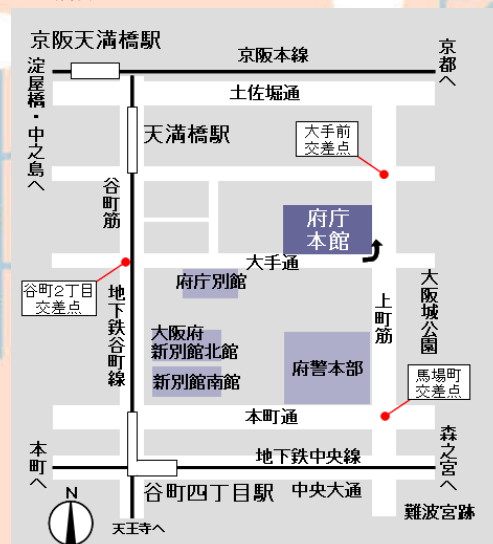 京阪天満橋駅
京阪本線
京都へ
淀屋橋・中之島へ
土佐堀通
天満橋駅
大手前
交差点
谷町筋
府庁
本館
大手通
谷町2丁目
交差点
府庁別館
地下鉄谷町線
上町筋
大阪城公園
大阪府
新別館北館
新別館南館
府警本部
馬場町
交差点
本町通
本町へ
地下鉄中央線
森之宮へ
谷町四丁目駅
中央大通
難波宮跡
N
天王寺へ